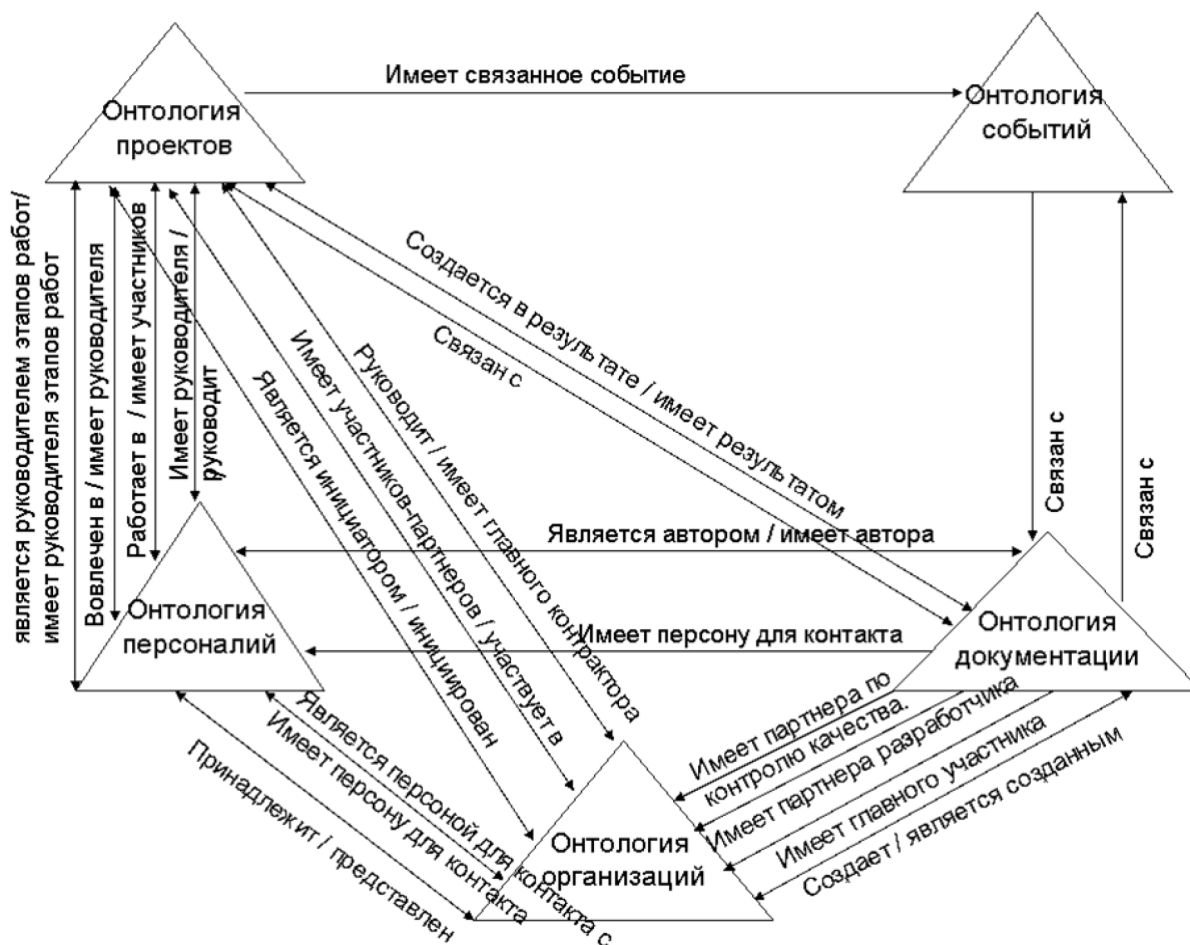 Имеет связанное событие
Онтология
проектов
Онтология
событий
является руководителем этапов работ/
имеет руководителя этапов работ
Вовлечен в / имеет руководителя
Работает в / имеет участников
Имеет руководителя /
руководит
Создается в результате / имеет результатом
Связан с
Руководит / имеет главного контрактора
Имеет участников-партнеров / участвует в
Является инициатором / инициирован
Связан с
Связан с
Является автором / имеет автора
Онтология
персоналий
Имеет персону для контакта
Онтология
документации
Является персоной для контакта с
Имеет персону для контакта
Принадлежит / представлен
Имеет партнера по
контролю качества.
Имеет партнера разработчика
Имеет главного участника
Создает / является созданным
Онтология
организаций